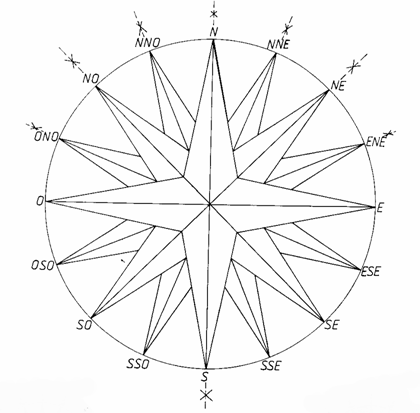 N
NNO NNE
NO NE
ONO ENE
O E
OSO ESE
SO SE
SSO SSE
S